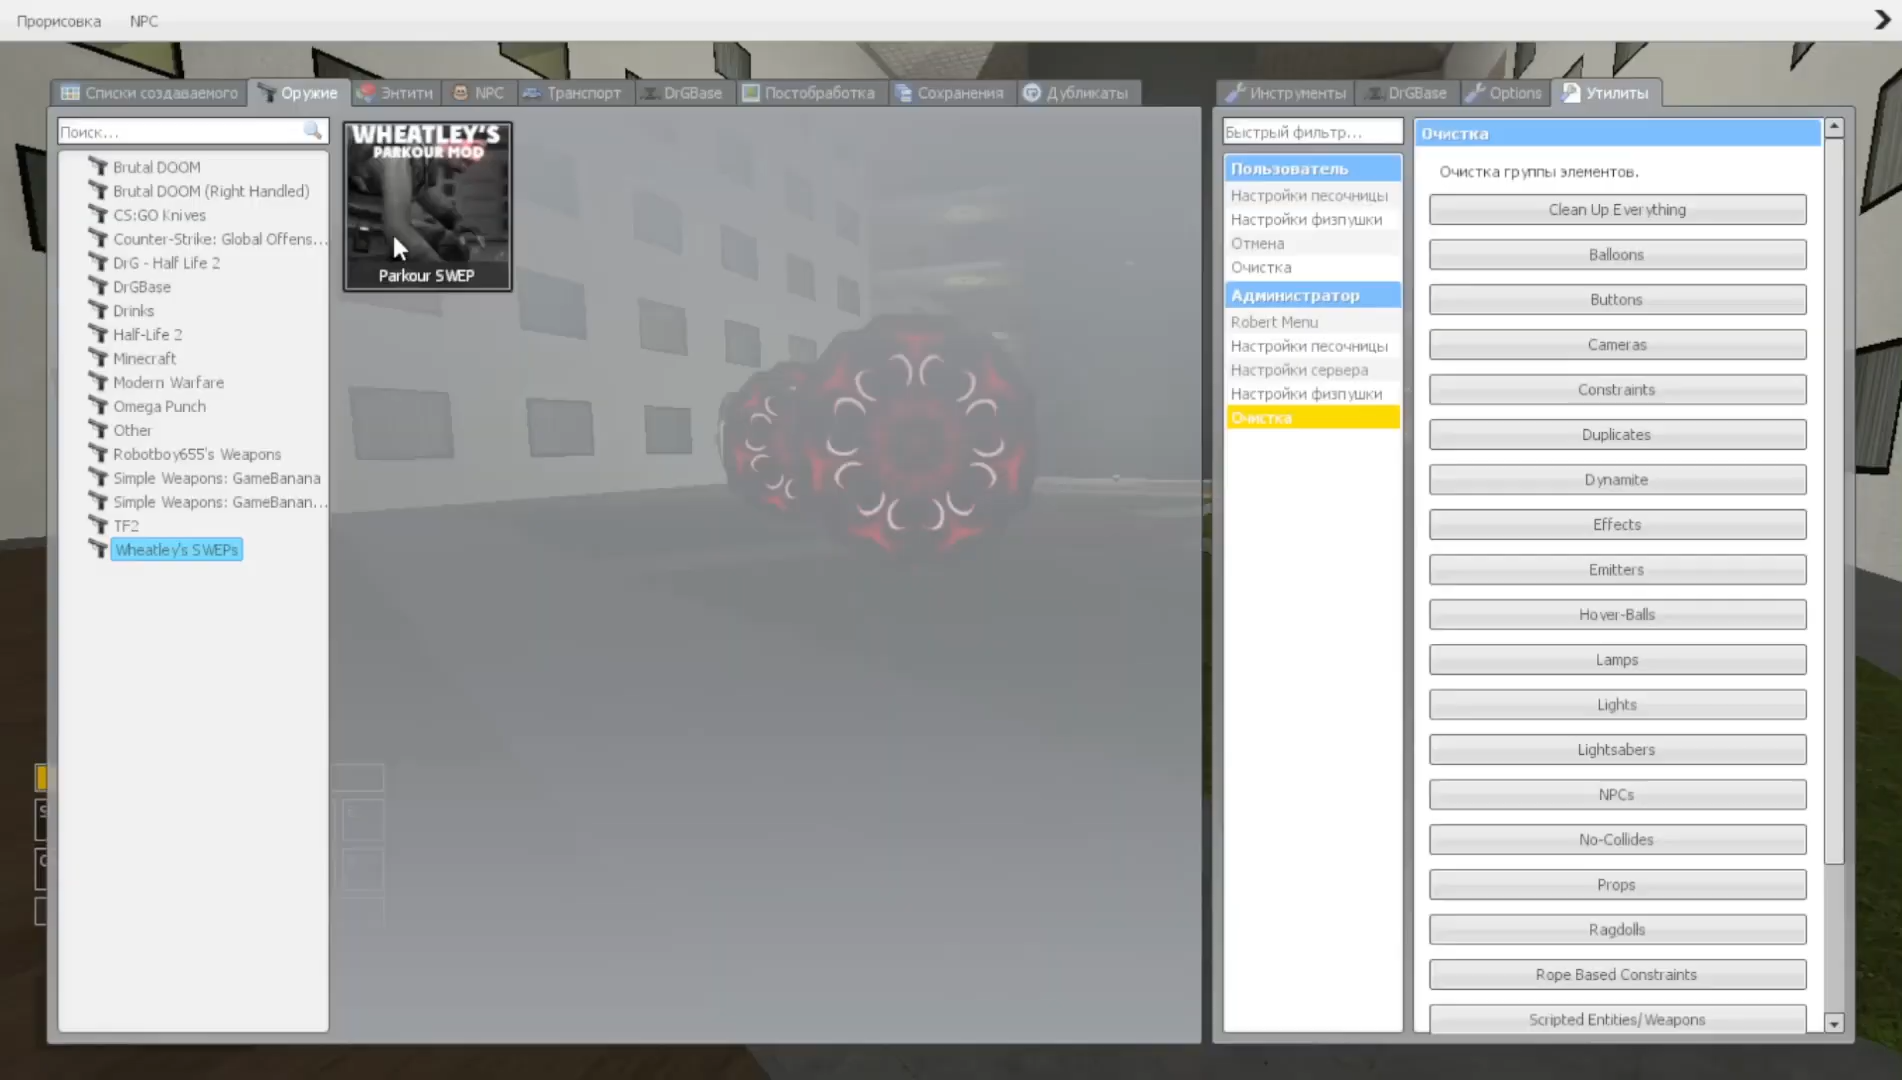 Прорисовка NPC
Списки создаваемого Оружие Энтити NPC Транспорт DrGBase Постобработка Сохранения Дубликаты
Поиск...
Brutal DOOM
Brutal DOOM (Right Handled)
CS:GO Knives
Counter-Strike: Global Offens...
DrG - Half Life 2
DrGBase
Drinks
Half-Life 2
Minecraft
Modern Warfare
Omega Punch
Other
Robotboy655's Weapons
Simple Weapons: GameBanana
Simple Weapons: GameBanan...
TF2
Wheatley's SWEPs
WHEATLEY'S
PARKOUR MOD
Parkour SWEP
Инструменты DrGBase Options Утилиты
Быстрый фильтр...
Пользователь
Настройки песочницы
Настройки физпушки
Отмена
Очистка
Администратор
Robert Menu
Настройки песочницы
Настройки сервера
Настройки физпушки
Очистка
Очистка
Очистка группы элементов.
Clean Up Everything
Balloons
Buttons
Cameras
Constraints
Duplicates
Dynamite
Effects
Emitters
Hover-Balls
Lamps
Lights
Lightsabers
NPCs
No-Collides
Props
Ragdolls
Rope Based Constraints
Scripted Entities/Weapons